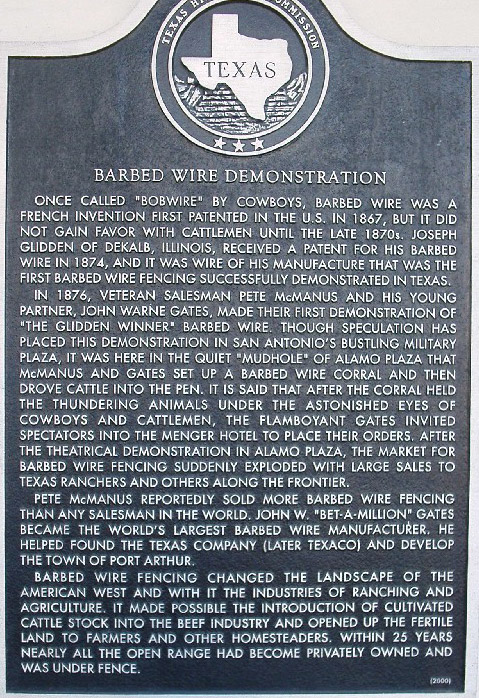 TEXAS HI MMISSION
TEXAS
BARBED WIRE DEMONSTRATION
ONCE CALLED "BOBWIRE" BY COWBOYS, BARBED WIRE WAS A
FRENCH INVENTION FIRST PATENTED IN THE U.S. IN 1867, BUT IT DID
NOT GAIN FAVOR WITH CATTLEMEN UNTIL THE LATE 1870s. JOSEPH
GLIDDEN OF DEKALB, ILLINOIS, RECEIVED A PATENT FOR HIS BARBED
WIRE IN 1874, AND IT WAS WIRE OF HIS MANUFACTURE THAT WAS THE
FIRST BARBED WIRE FENCING SUCCESSFULLY DEMONSTRATED IN TEXAS.
IN 1876, VETERAN SALESMAN PETE McMANUS AND HIS YOUNG
PARTNER, JOHN WARNE GATES, MADE THEIR FIRST DEMONSTRATION OF
"THE GLIDDEN WINNER" BARBED WIRE. THOUGH SPECULATION HAS
PLACED THIS DEMONSTRATION IN SAN ANTONIO'S BUSTLING MILITARY
PLAZA, IT WAS HERE IN THE QUIET "MUDHOLE" OF ALAMO PLAZA THAT
McMANUS AND GATES SET UP A BARBED WIRE CORRAL AND THEN
DROVE CATTLE INTO THE PEN. IT IS SAID THAT AFTER THE CORRAL HELD
THE THUNDERING ANIMALS UNDER THE ASTONISHED EYES OF
COWBOYS AND CATTLEMEN, THE FLAMBOYANT GATES INVITED
SPECTATORS INTO THE MENGER HOTEL TO PLACE THEIR ORDERS. AFTER
THE THEATRICAL DEMONSTRATION IN ALAMO PLAZA, THE MARKET FOR
BARBED WIRE FENCING SUDDENLY EXPLODED WITH LARGE SALES TO
TEXAS RANCHERS AND OTHERS ALONG THE FRONTIER.
PETE McMANUS REPORTEDLY SOLD MORE BARBED WIRE FENCING
THAN ANY SALESMAN IN THE WORLD. JOHN W. "BET-A-MILLION" GATES
BECAME THE WORLD'S LARGEST BARBED WIRE MANUFACTURER. HE
HELPED FOUND THE TEXAS COMPANY (LATER TEXACO) AND DEVELOP
THE TOWN OF PORT ARTHUR.
BARBED WIRE FENCING CHANGED THE LANDSCAPE OF THE
AMERICAN WEST AND WITH IT THE INDUSTRIES OF RANCHING AND
AGRICULTURE. IT MADE POSSIBLE THE INTRODUCTION OF CULTIVATED
CATTLE STOCK INTO THE BEEF INDUSTRY AND OPENED UP THE FERTILE
LAND TO FARMERS AND OTHER HOMESTEADERS. WITHIN 25 YEARS
NEARLY ALL THE OPEN RANGE HAD BECOME PRIVATELY OWNED AND
WAS UNDER FENCE.
(2000)